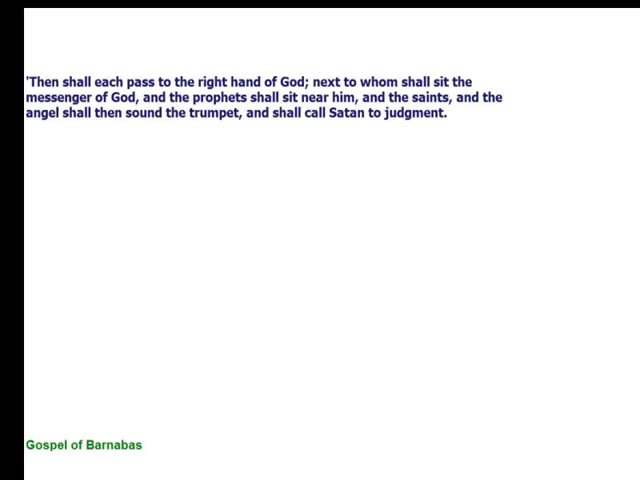 'Then shall each pass to the right hand of God; next to whom shall sit the
messenger of God, and the prophets shall sit near him, and the saints, and the
angel shall then sound the trumpet, and shall call Satan to judgment.
Gospel of Barnabas